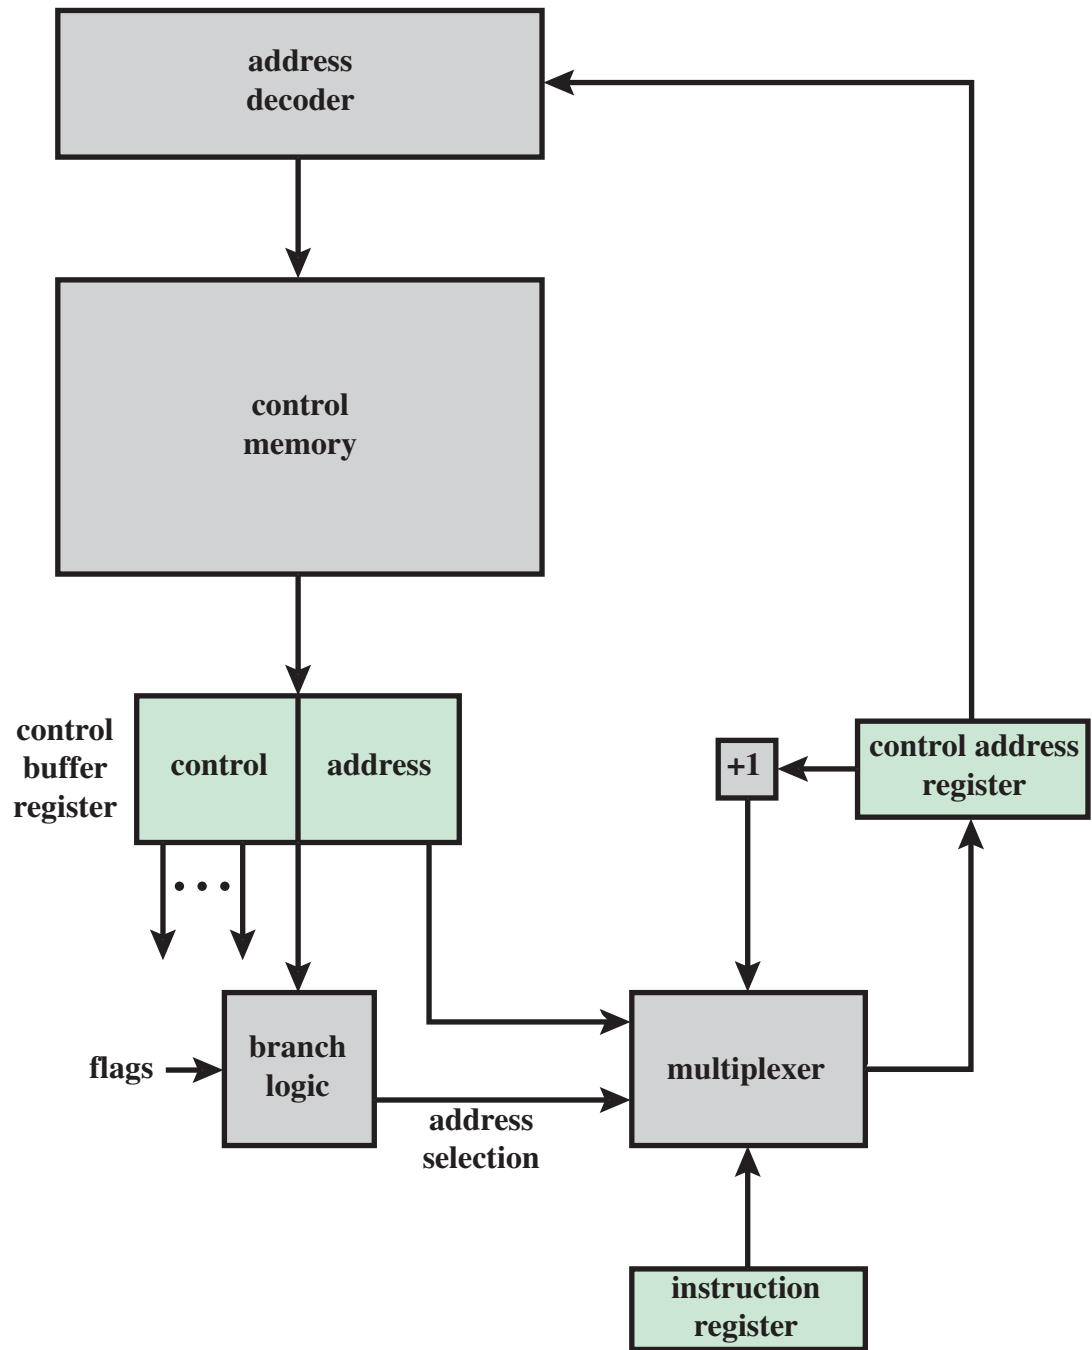 address
decoder
control
memory
control
buffer
register
control
address
+1
control address
register
flags
branch
logic
address
selection
multiplexer
instruction
register